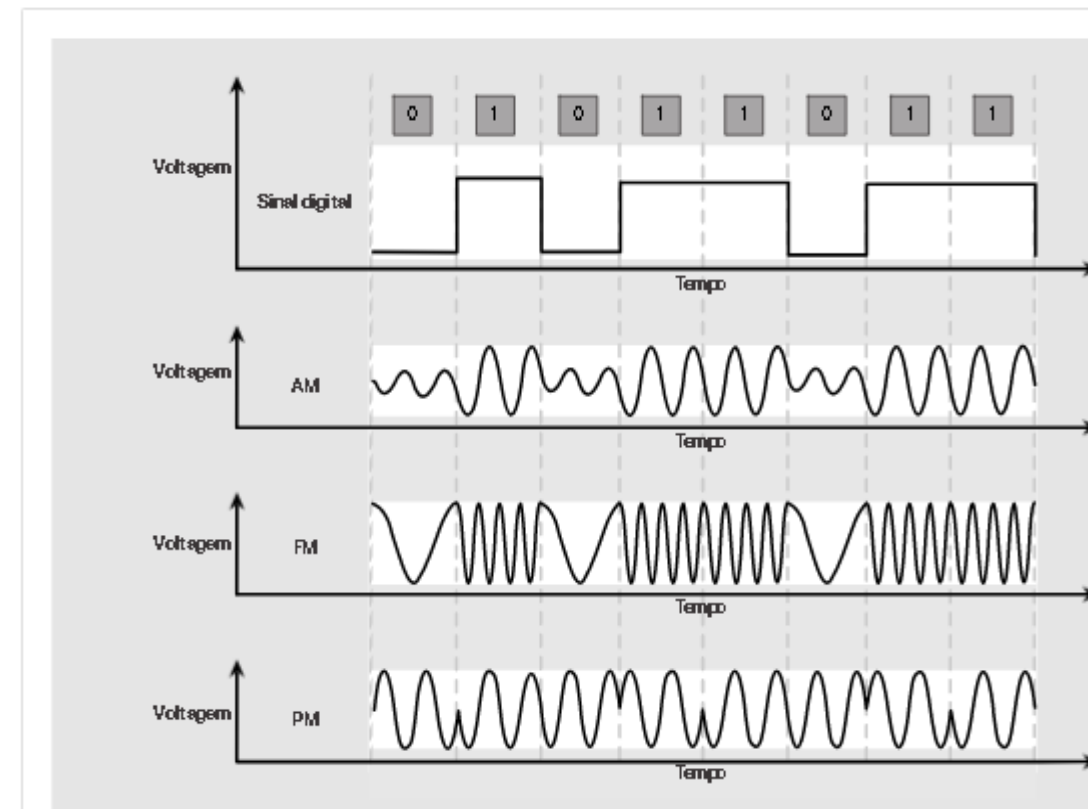 0 1 0 1 1 0 1 1
Voltagem
Sinal digital
Tempo
Voltagem
AM
Tempo
Voltagem
FM
Tempo
Voltagem
PM
Tempo